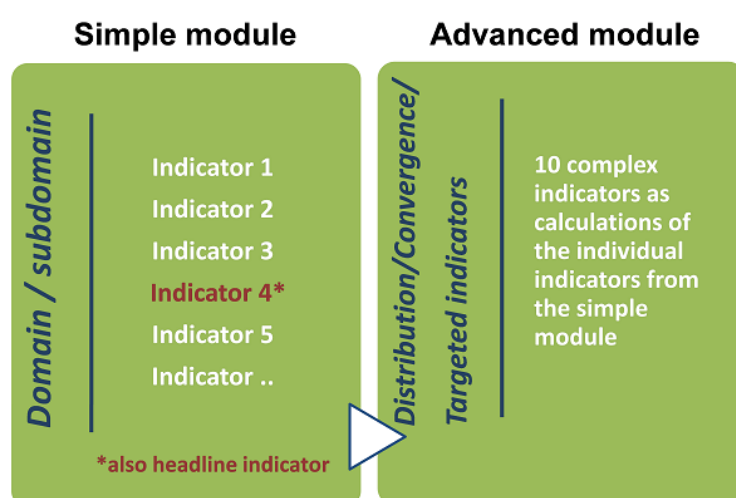 Simple module
Advanced module
Domain / subdomain
Indicator 1
Indicator 2
Indicator 3
Indicator 4*
Indicator 5
Indicator ..
*also headline indicator
Distribution/Convergence/
Targeted indicators
10 complex
indicators as
calculations of
the individual
indicators from
the simple
module